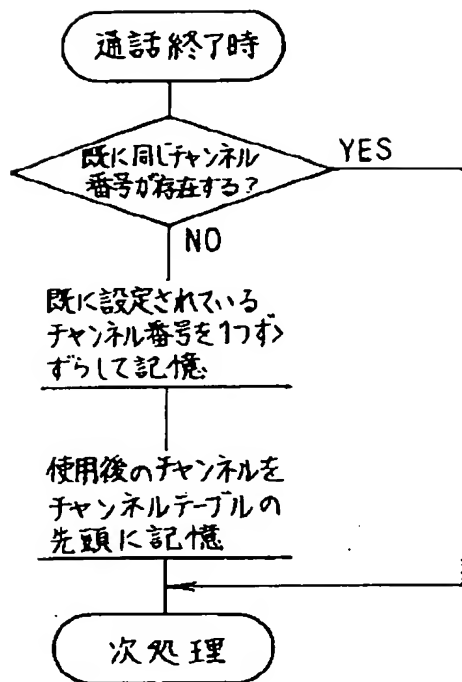 通話終了時
既に同じチャンネル
番号が存在する?
YES
NO
既に設定されている
チャンネル番号を1つずつ
ずらして記憶
使用後のチャンネルを
チャンネルテーブルの
先頭に記憶
次処理